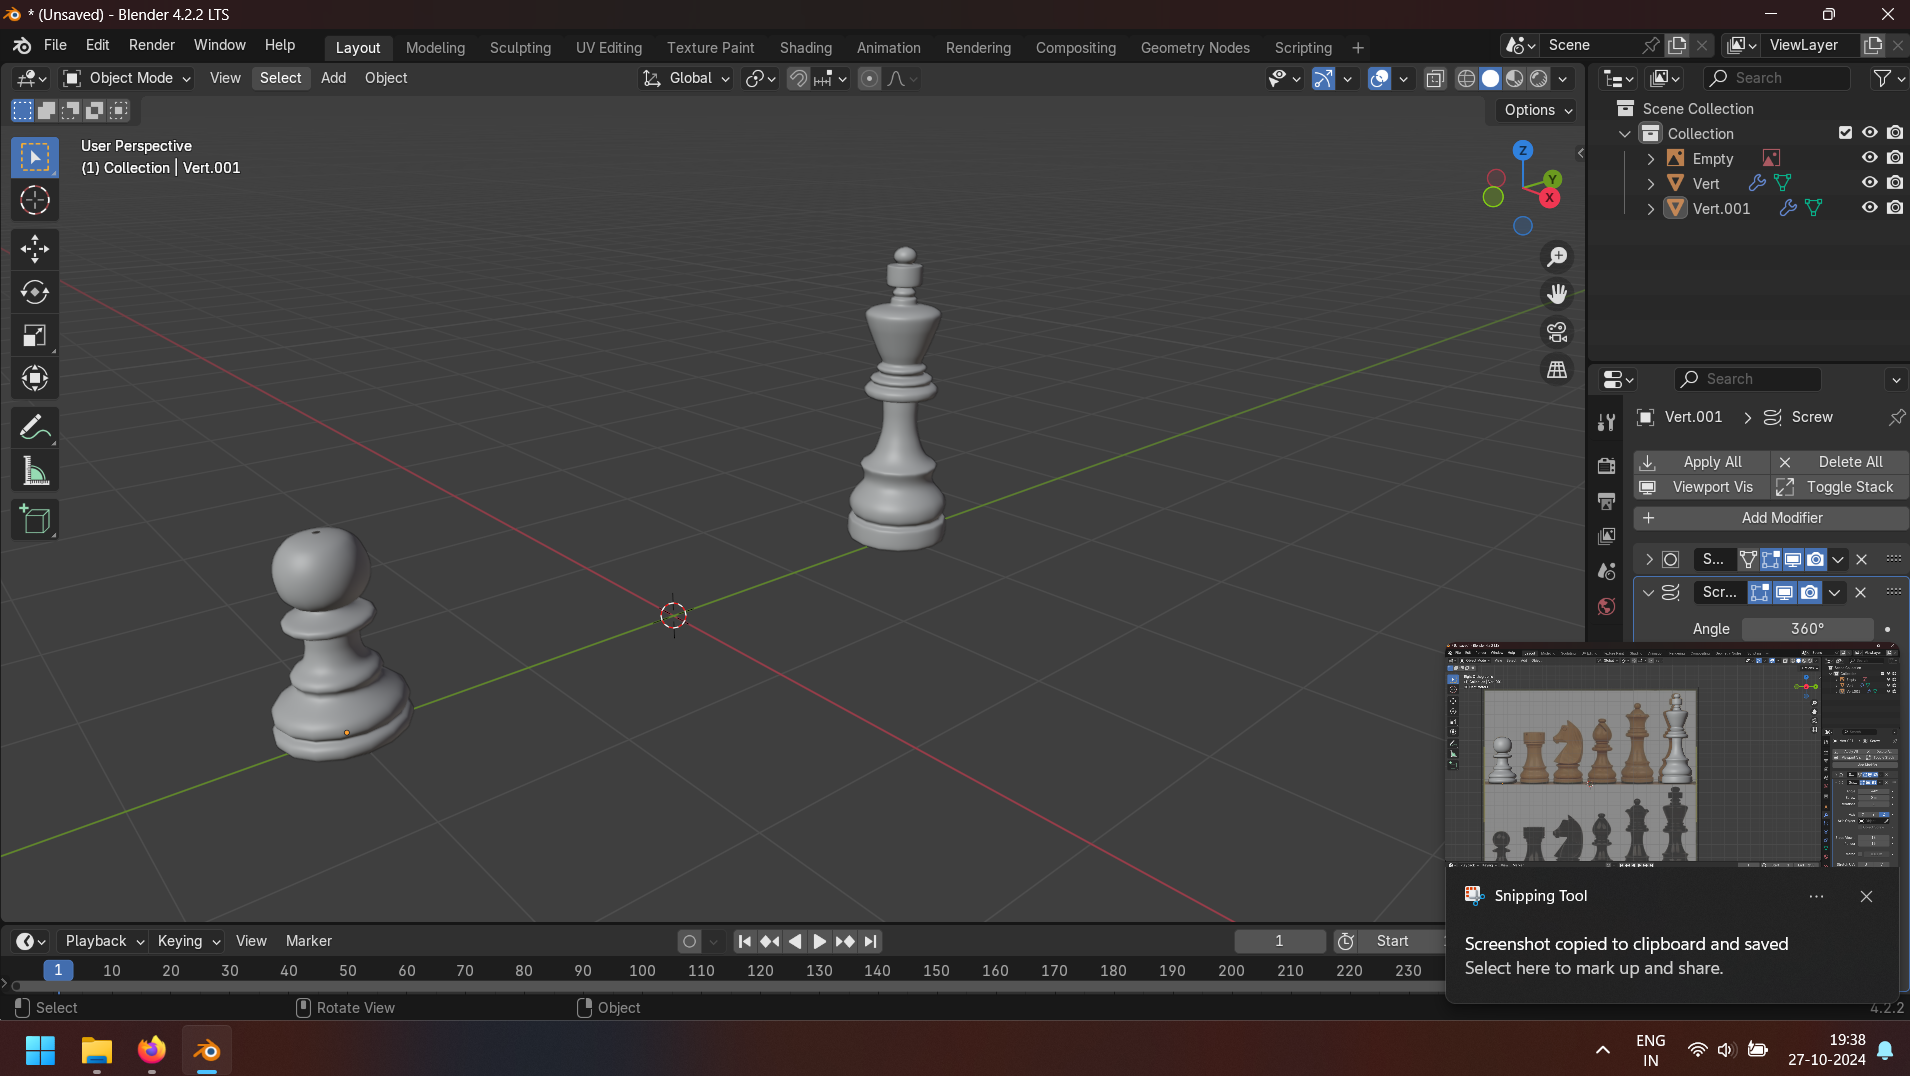 * (Unsaved) - Blender 4.2.2 LTS
File Edit Render Window Help
Layout Modeling Sculpting UV Editing Texture Paint Shading Animation Rendering Compositing Geometry Nodes Scripting +
Scene
ViewLayer
Object Mode View Select Add Object
Global
Search
Options
User Perspective
(1) Collection | Vert.001
Z
Y
X
Scene Collection
Collection
Empty
Vert
Vert.001
Search
Vert.001 > Screw
Apply All Delete All
Viewport Vis Toggle Stack
+ Add Modifier
S...
Scr...
Angle 360°
Snipping Tool
Screenshot copied to clipboard and saved
Select here to mark up and share.
Playback Keying View Marker
1 Start
1 10 20 30 40 50 60 70 80 90 100 110 120 130 140 150 160 170 180 190 200 210 220 230
Select Rotate View Object
4.2.2
ENG
IN
19:38
27-10-2024